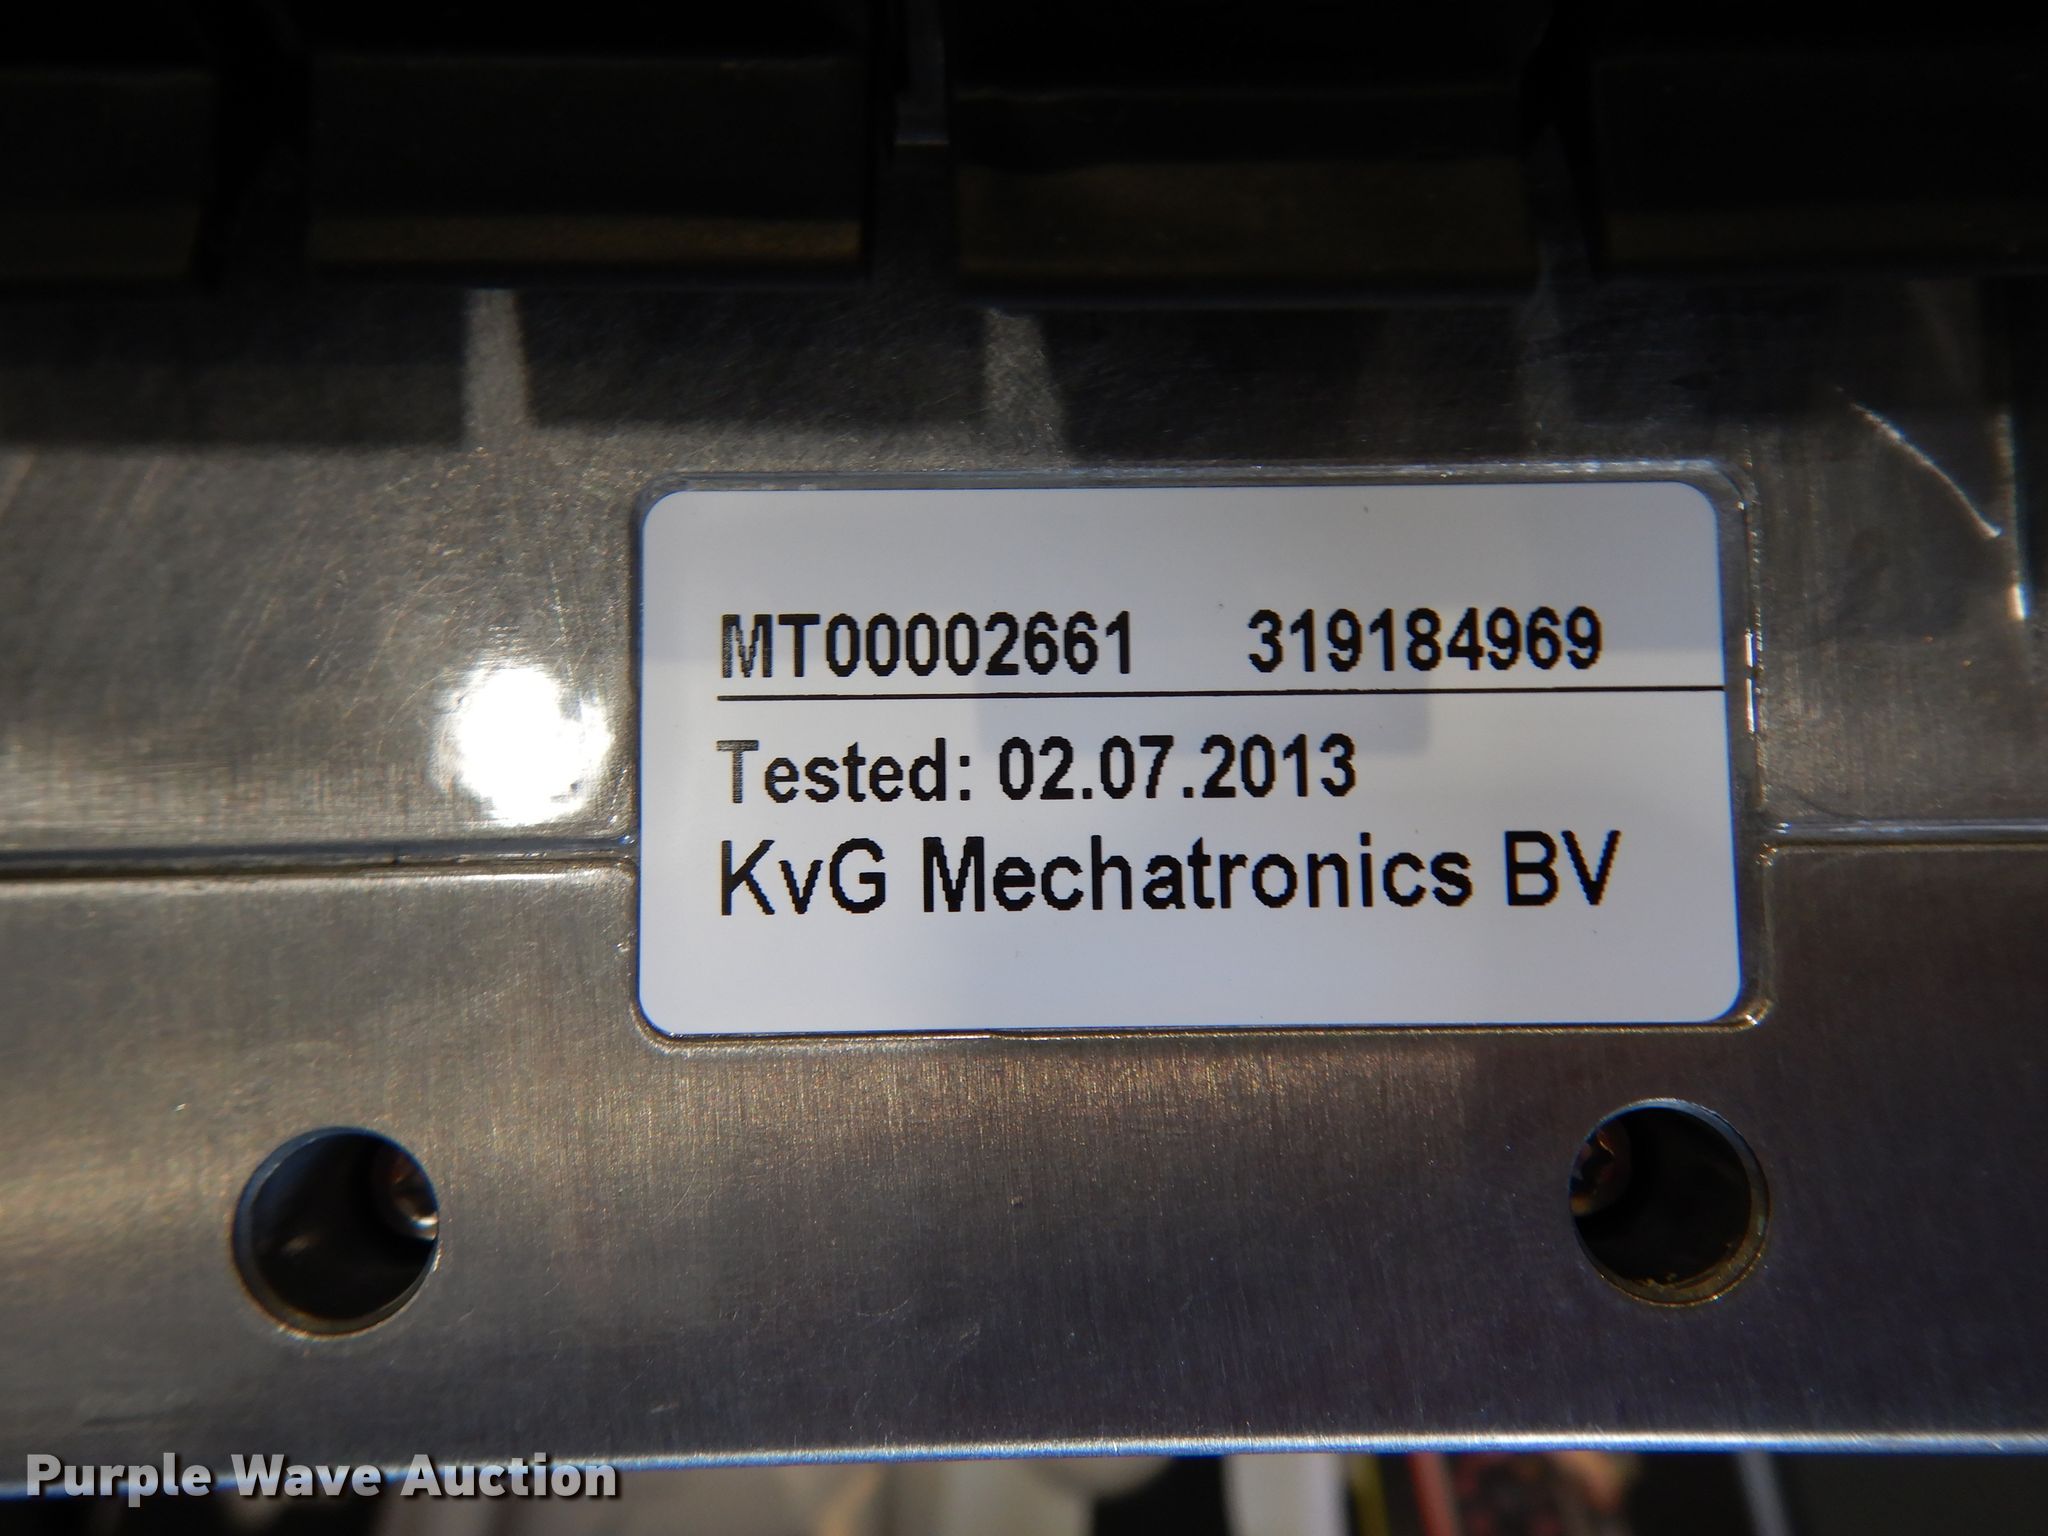 MT00002661 319184969
Tested: 02.07.2013
KvG Mechatronics BV
Purple Wave Auction